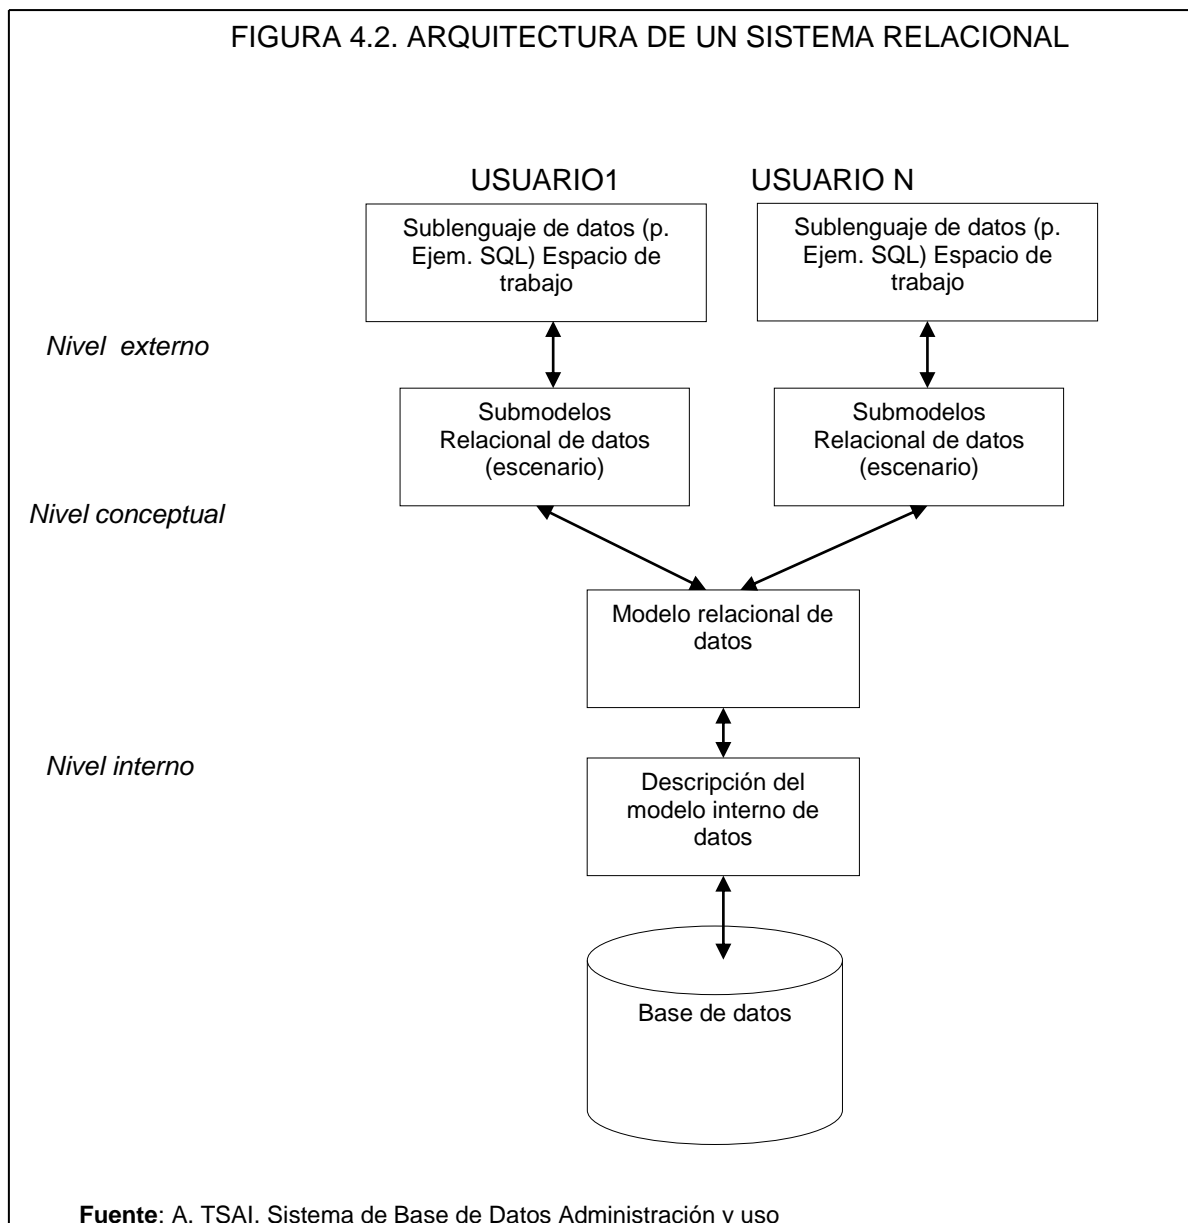 FIGURA 4.2. ARQUITECTURA DE UN SISTEMA RELACIONAL
USUARIO1
USUARIO N
Sublenguaje de datos (p.
Ejem. SQL) Espacio de
trabajo
Sublenguaje de datos (p.
Ejem. SQL) Espacio de
trabajo
Nivel externo
Submodelos
Relacional de datos
(escenario)
Submodelos
Relacional de datos
(escenario)
Nivel conceptual
Modelo relacional de
datos
Nivel interno
Descripción del
modelo interno de
datos
Base de datos
Fuente: A. TSAI. Sistema de Base de Datos Administración y uso